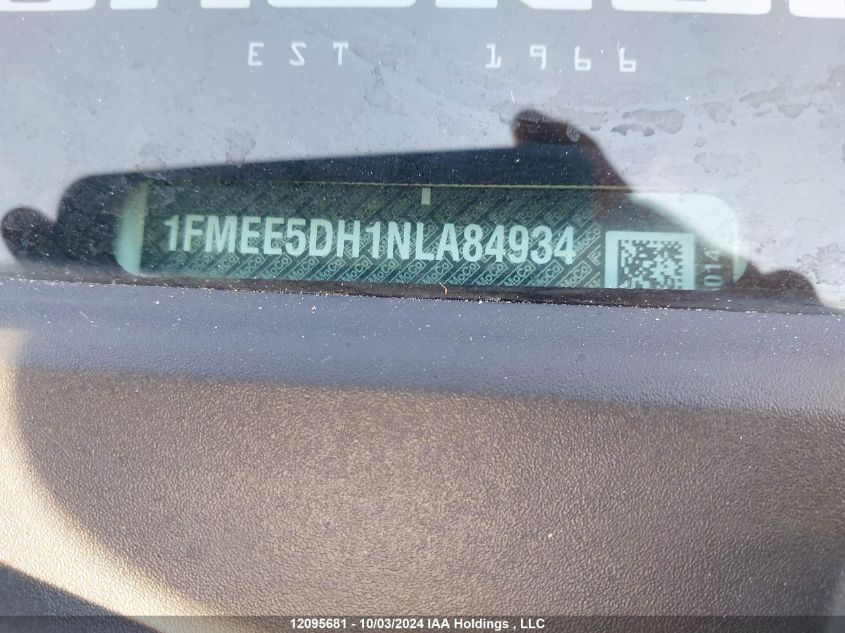 EST 1966
1FMEE5DH1NLA84934
12095681 - 10/03/2024 IAA Holdings , LLC